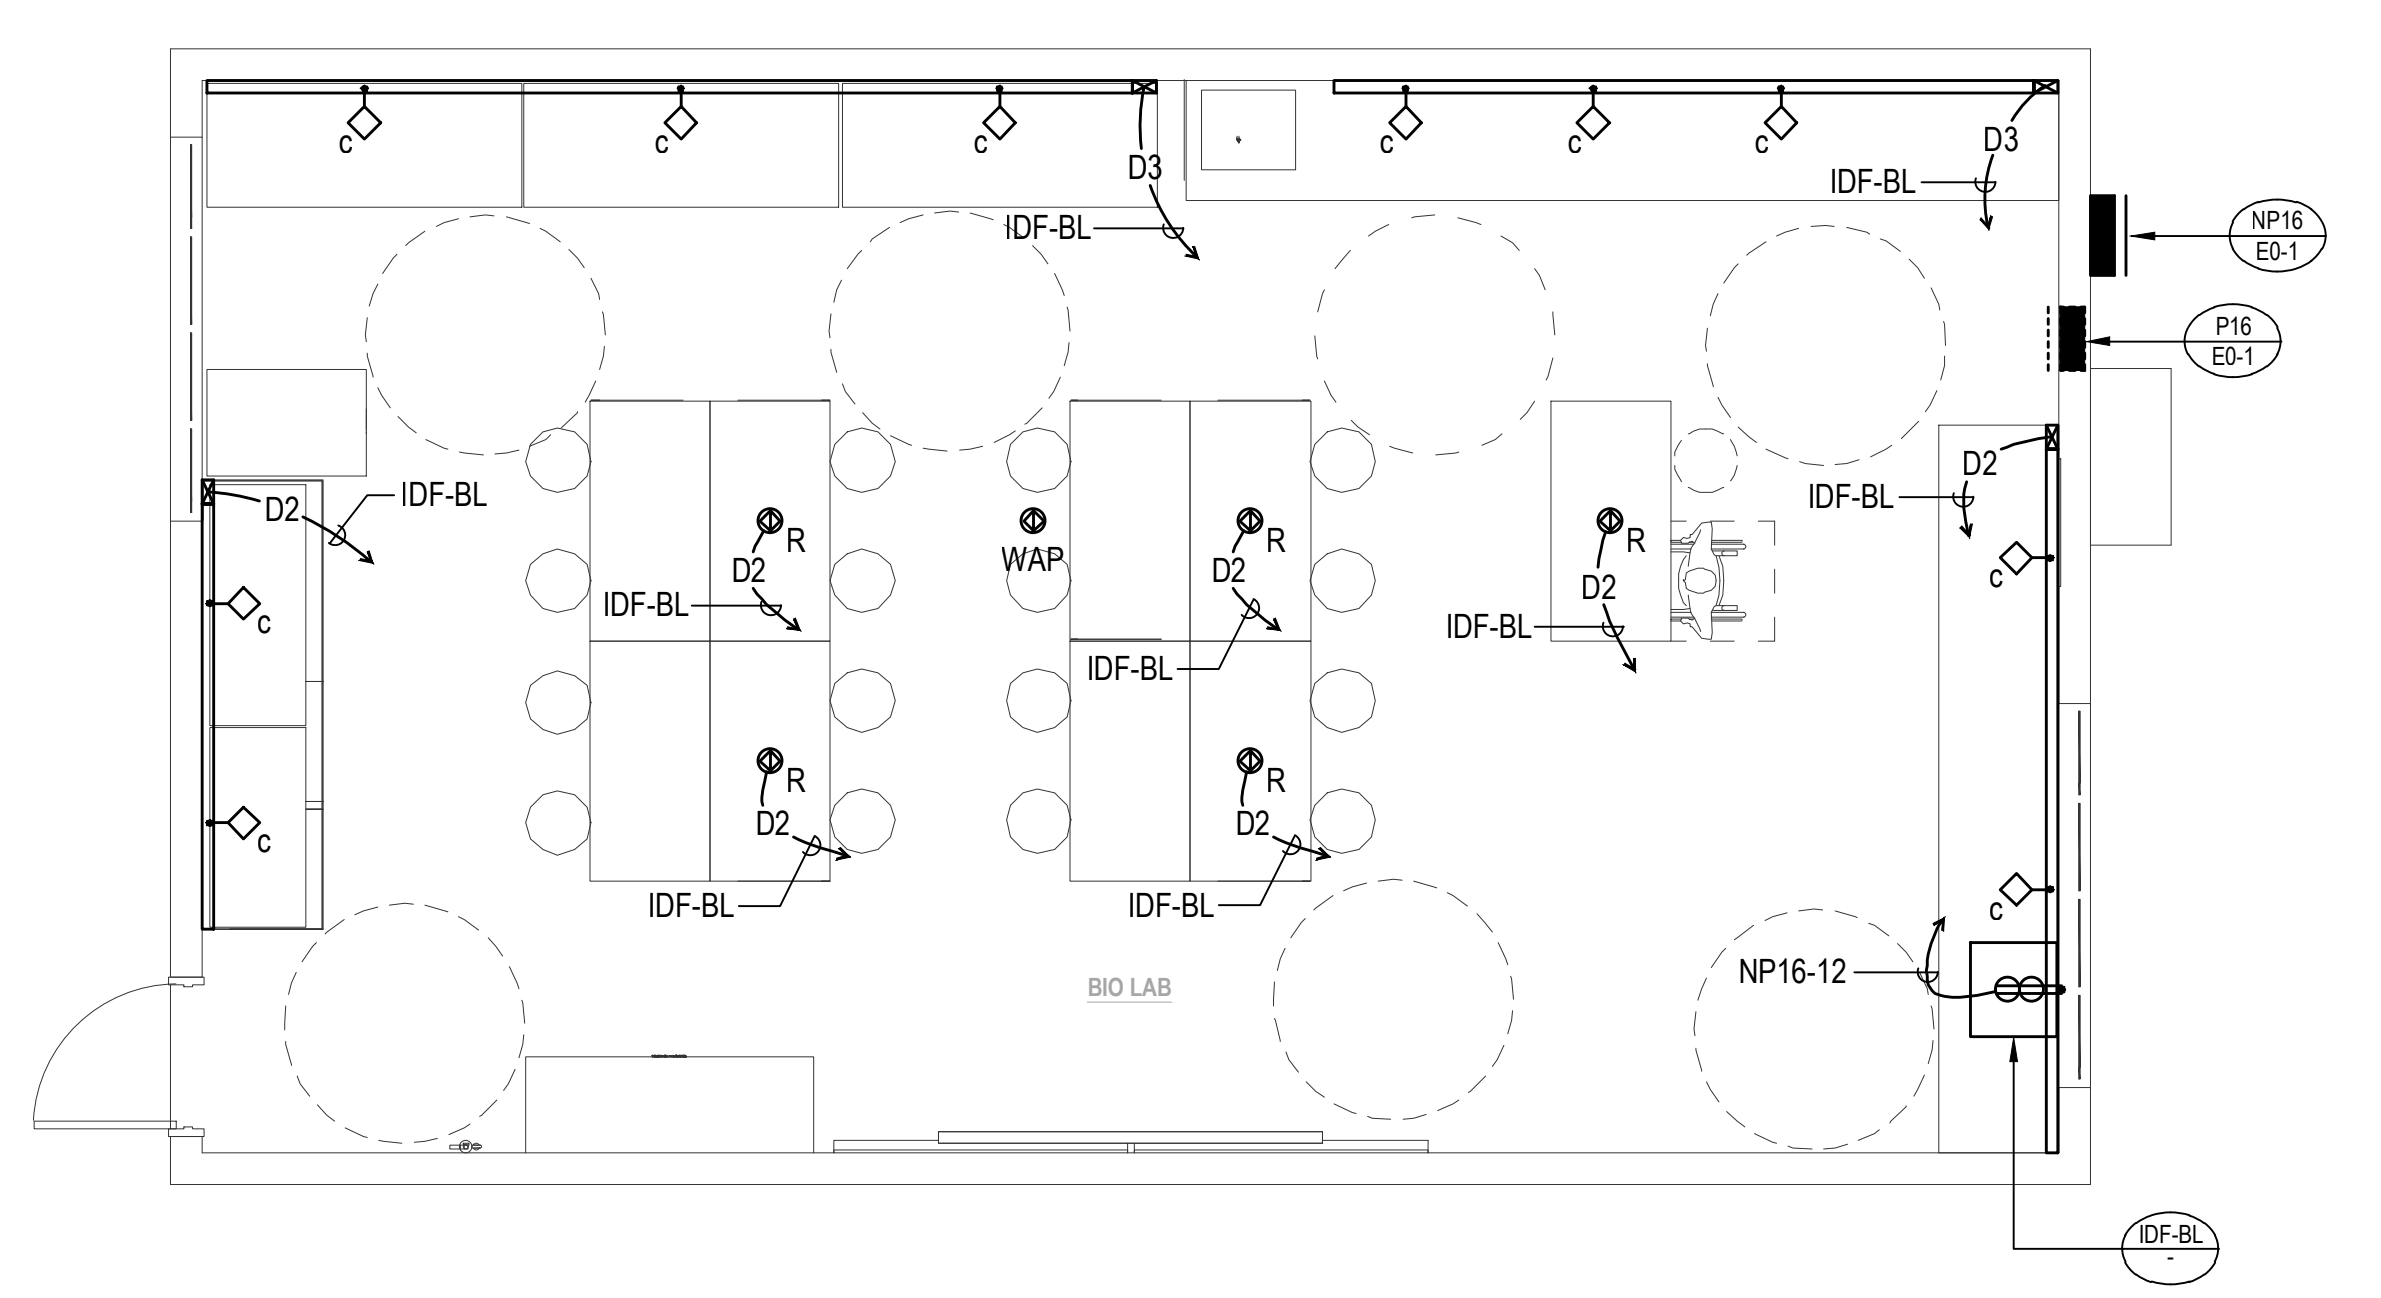 c
c
c
D3
IDF-BL
c
c
c
D3
IDF-BL
NP16
E0-1
P16
E0-1
D2
IDF-BL
c
c
R
D2
IDF-BL
WAP
R
D2
IDF-BL
R
D2
IDF-BL
D2
IDF-BL
c
c
R
D2
IDF-BL
R
D2
IDF-BL
NP16-12
BIO LAB
IDF-BL
-